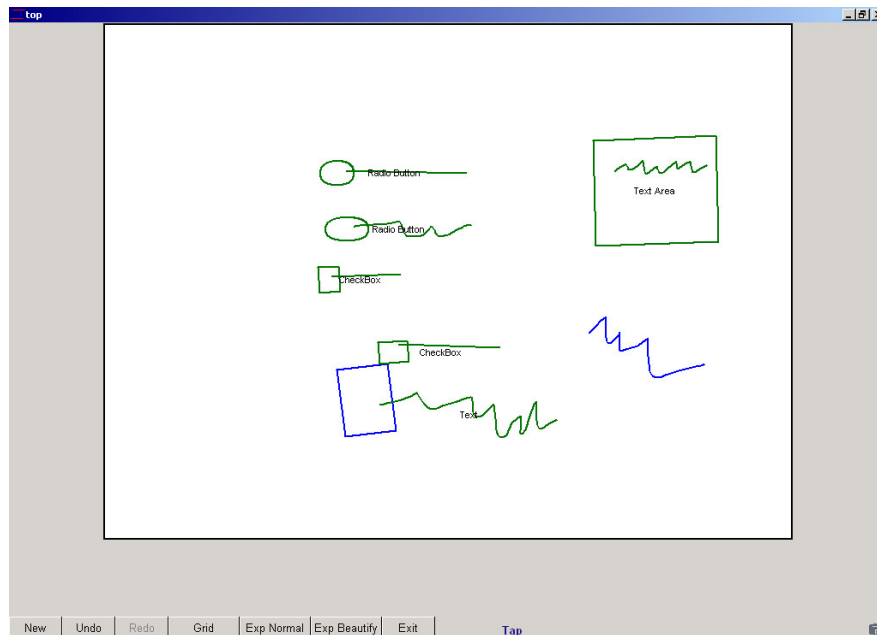 top
Radio Button
Text Area
Radio Button
CheckBox
CheckBox
Text
New Undo Redo Grid Exp Normal Exp Beautify Exit Tap